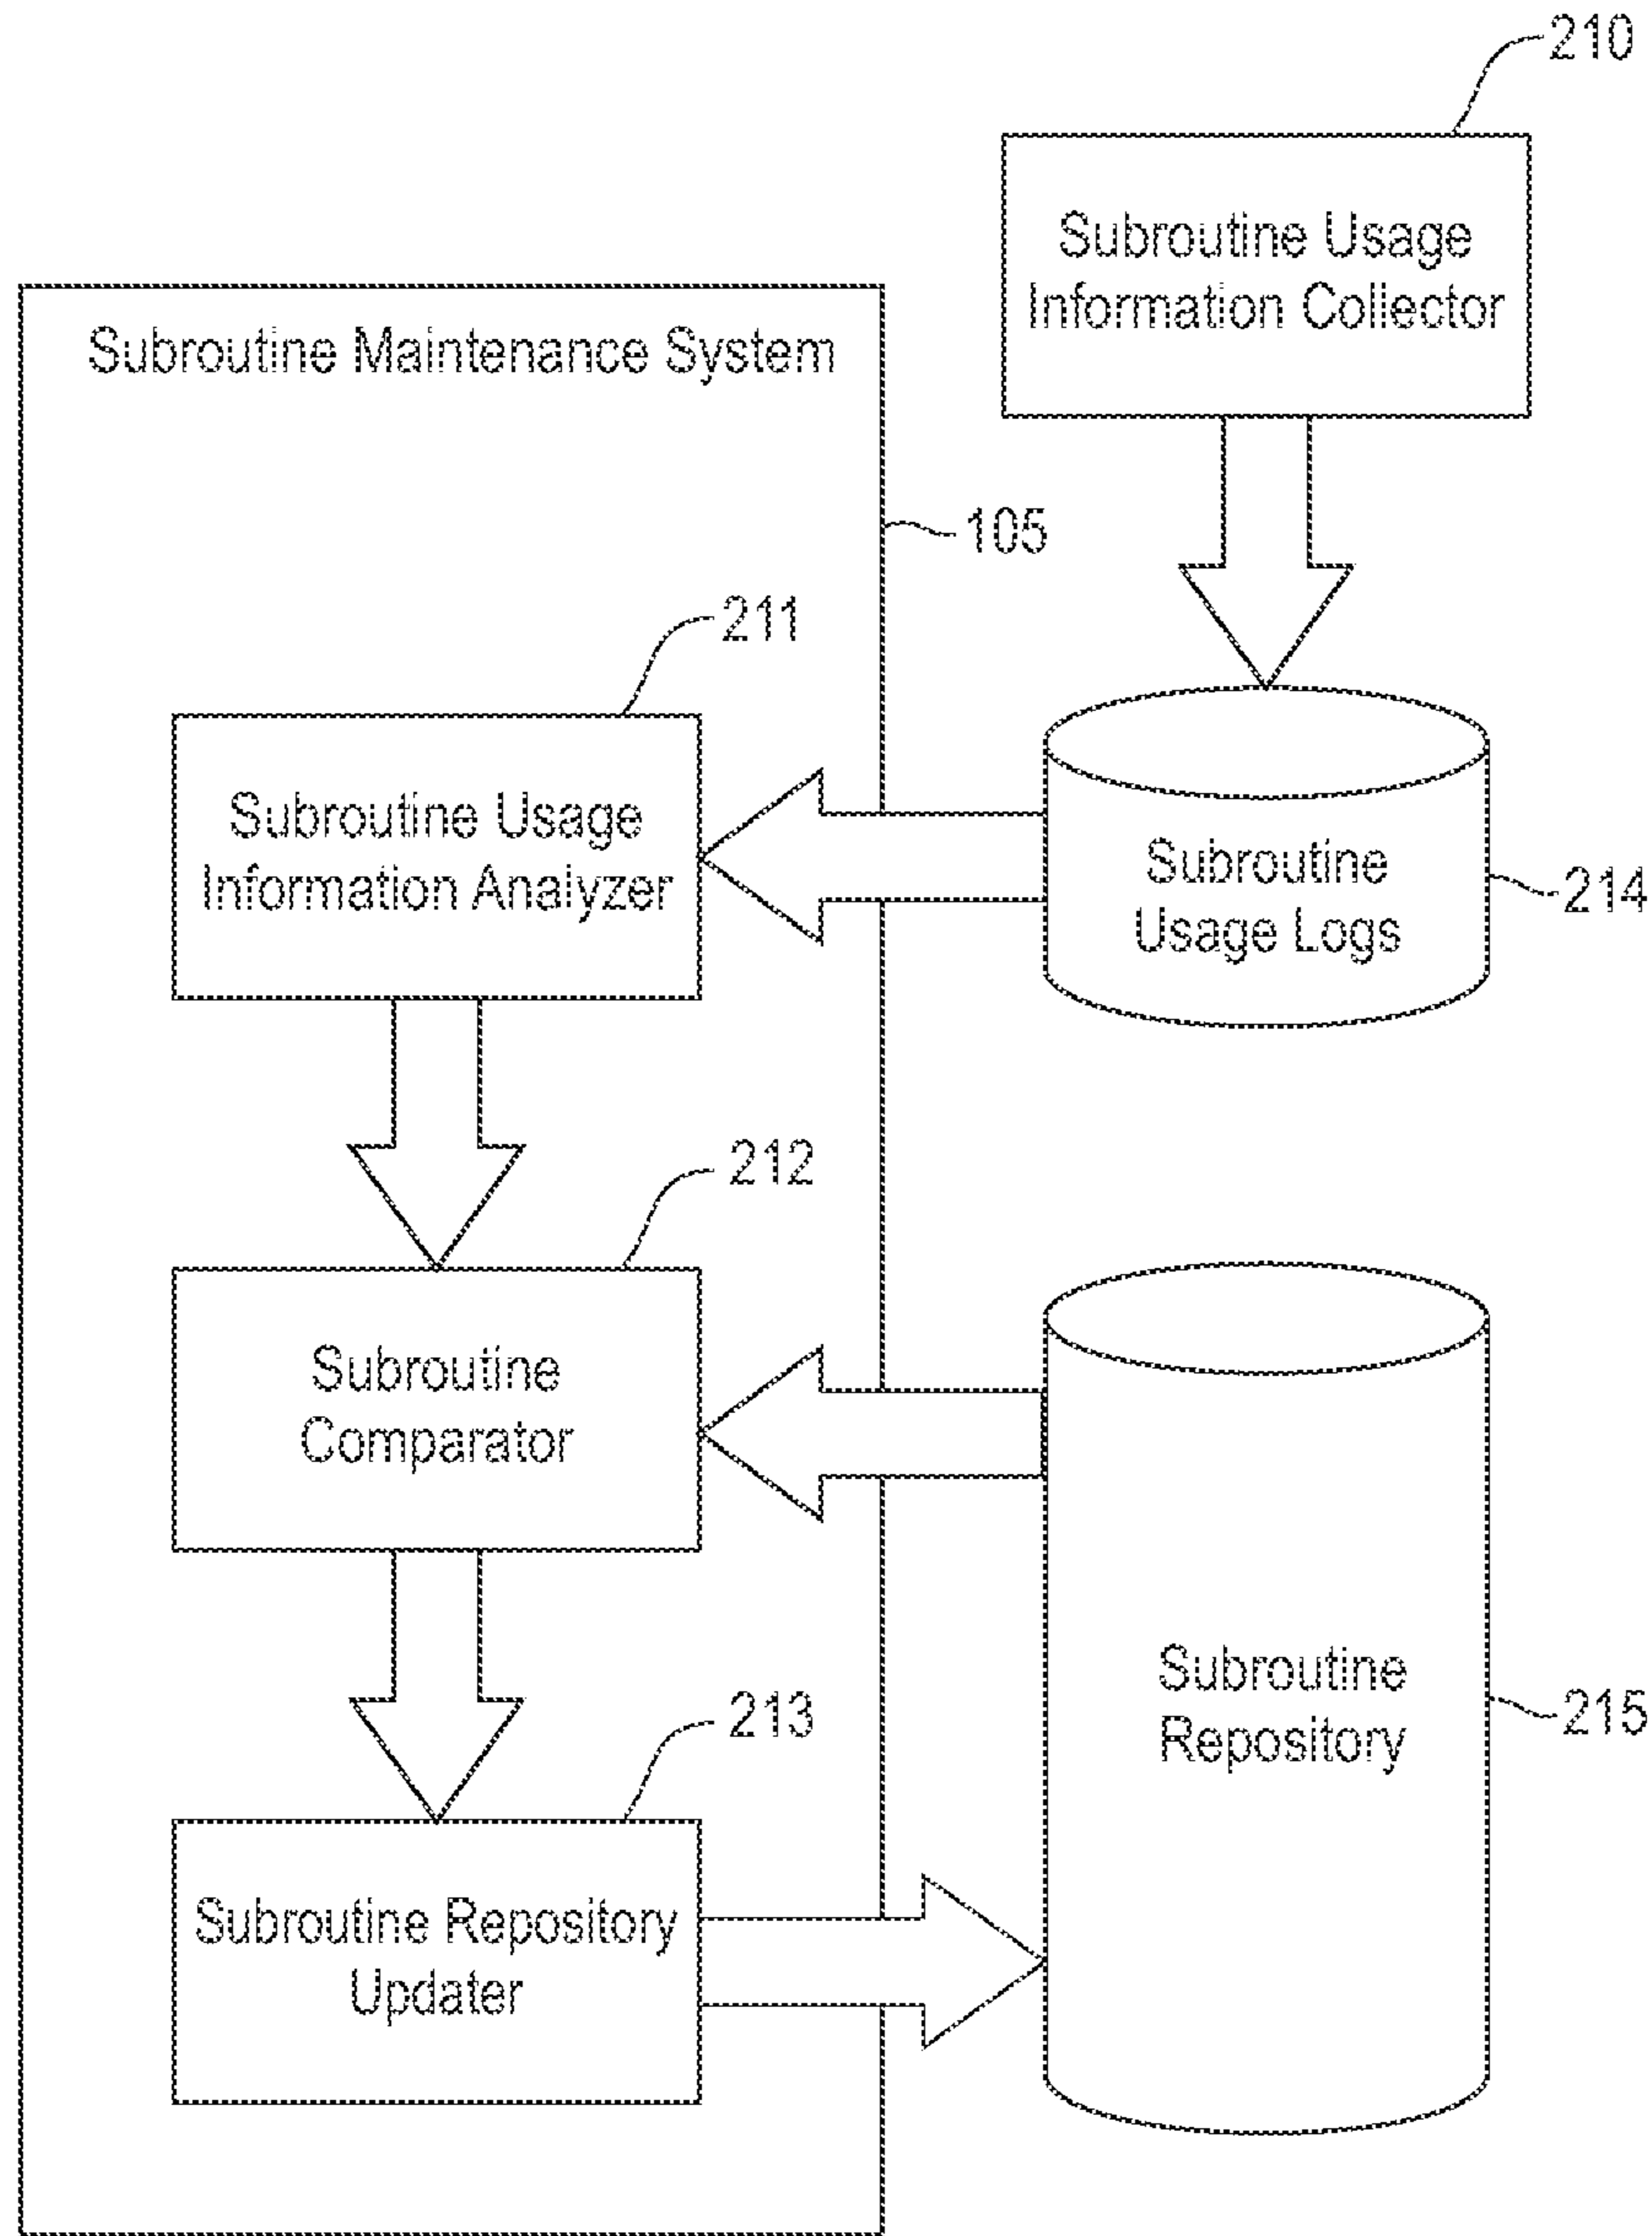 210
Subroutine Usage
Information Collector
Subroutine Maintenance System
105
211
Subroutine Usage
Information Analyzer
Subroutine
Usage Logs
214
212
Subroutine
Comparator
Subroutine
Repository
215
213
Subroutine Repository
Updater